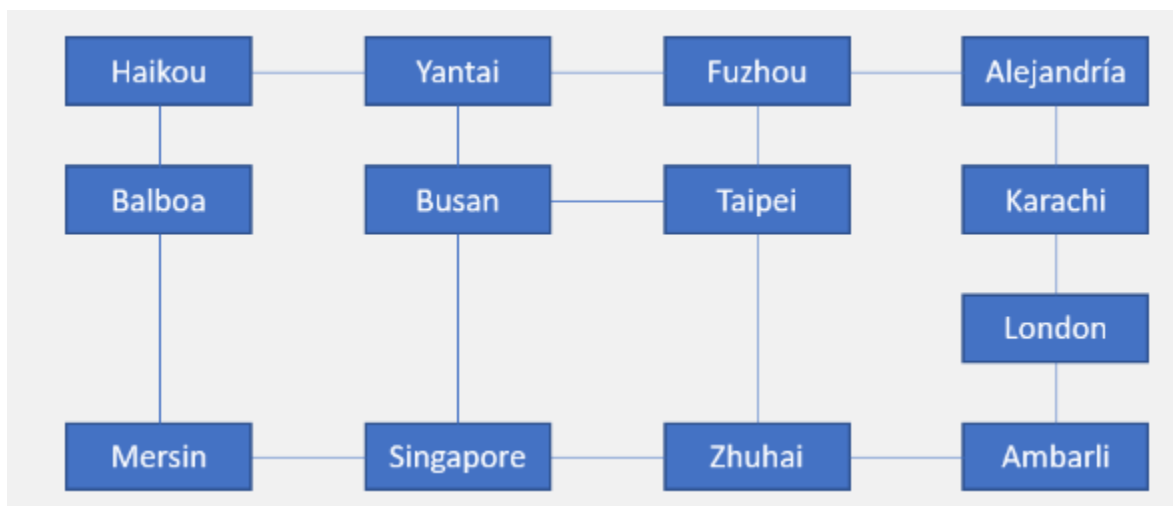 Haikou Yantai Fuzhou Alejandría
Balboa Busan Taipei Karachi
London
Mersin Singapore Zhuhai Ambarli